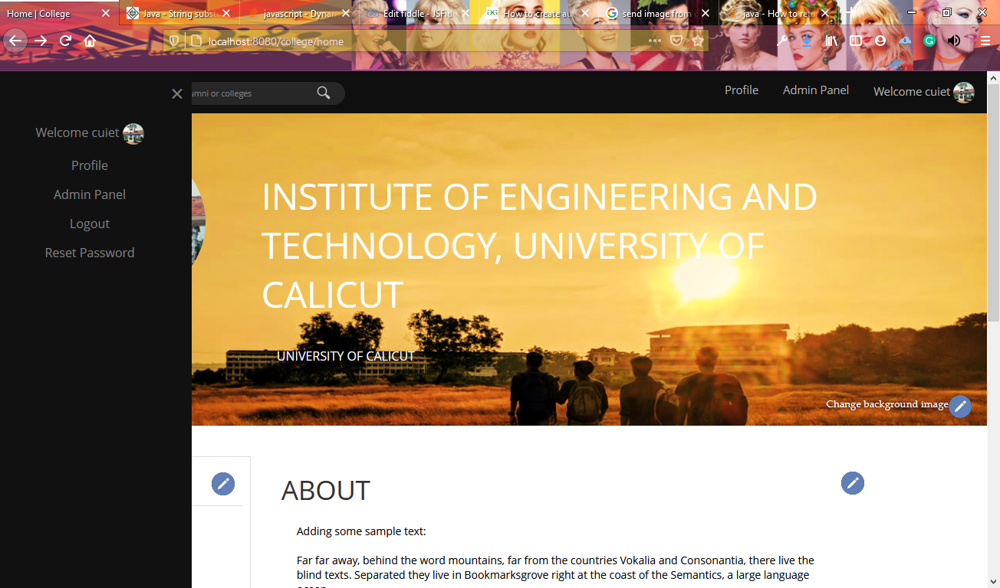 Home | College
Java - String subst
javascript - Dynan
Edit fiddle - JSFid
How to create au
send image from
java - How to ret
localhost:8080/college/home
umni or colleges
Profile
Admin Panel
Welcome cuiet
Welcome cuiet
Profile
Admin Panel
Logout
Reset Password
INSTITUTE OF ENGINEERING AND
TECHNOLOGY, UNIVERSITY OF
CALICUT
UNIVERSITY OF CALICUT
Change background image
ABOUT
Adding some sample text:
Far far away, behind the word mountains, far from the countries Vokalia and Consonantia, there live the
blind texts. Separated they live in Bookmarksgrove right at the coast of the Semantics, a large language